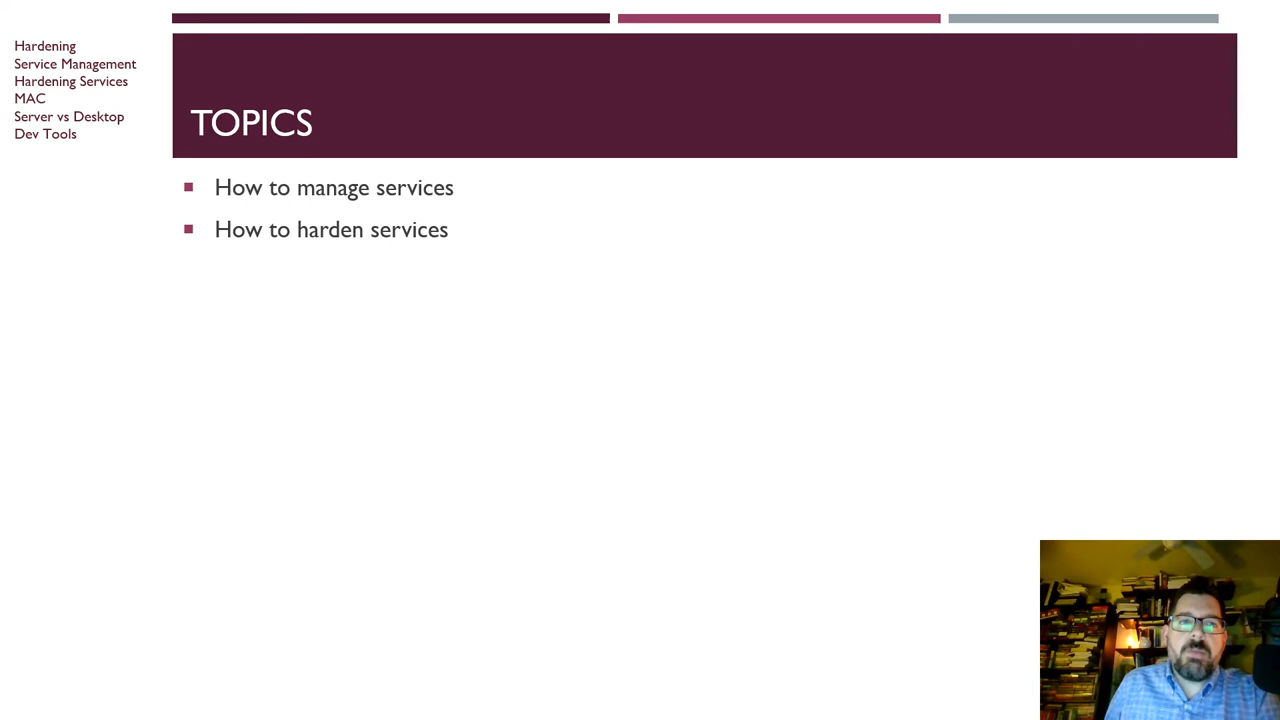 Hardening
Service Management
Hardening Services
MAC
Server vs Desktop
Dev Tools
TOPICS
How to manage services
How to harden services